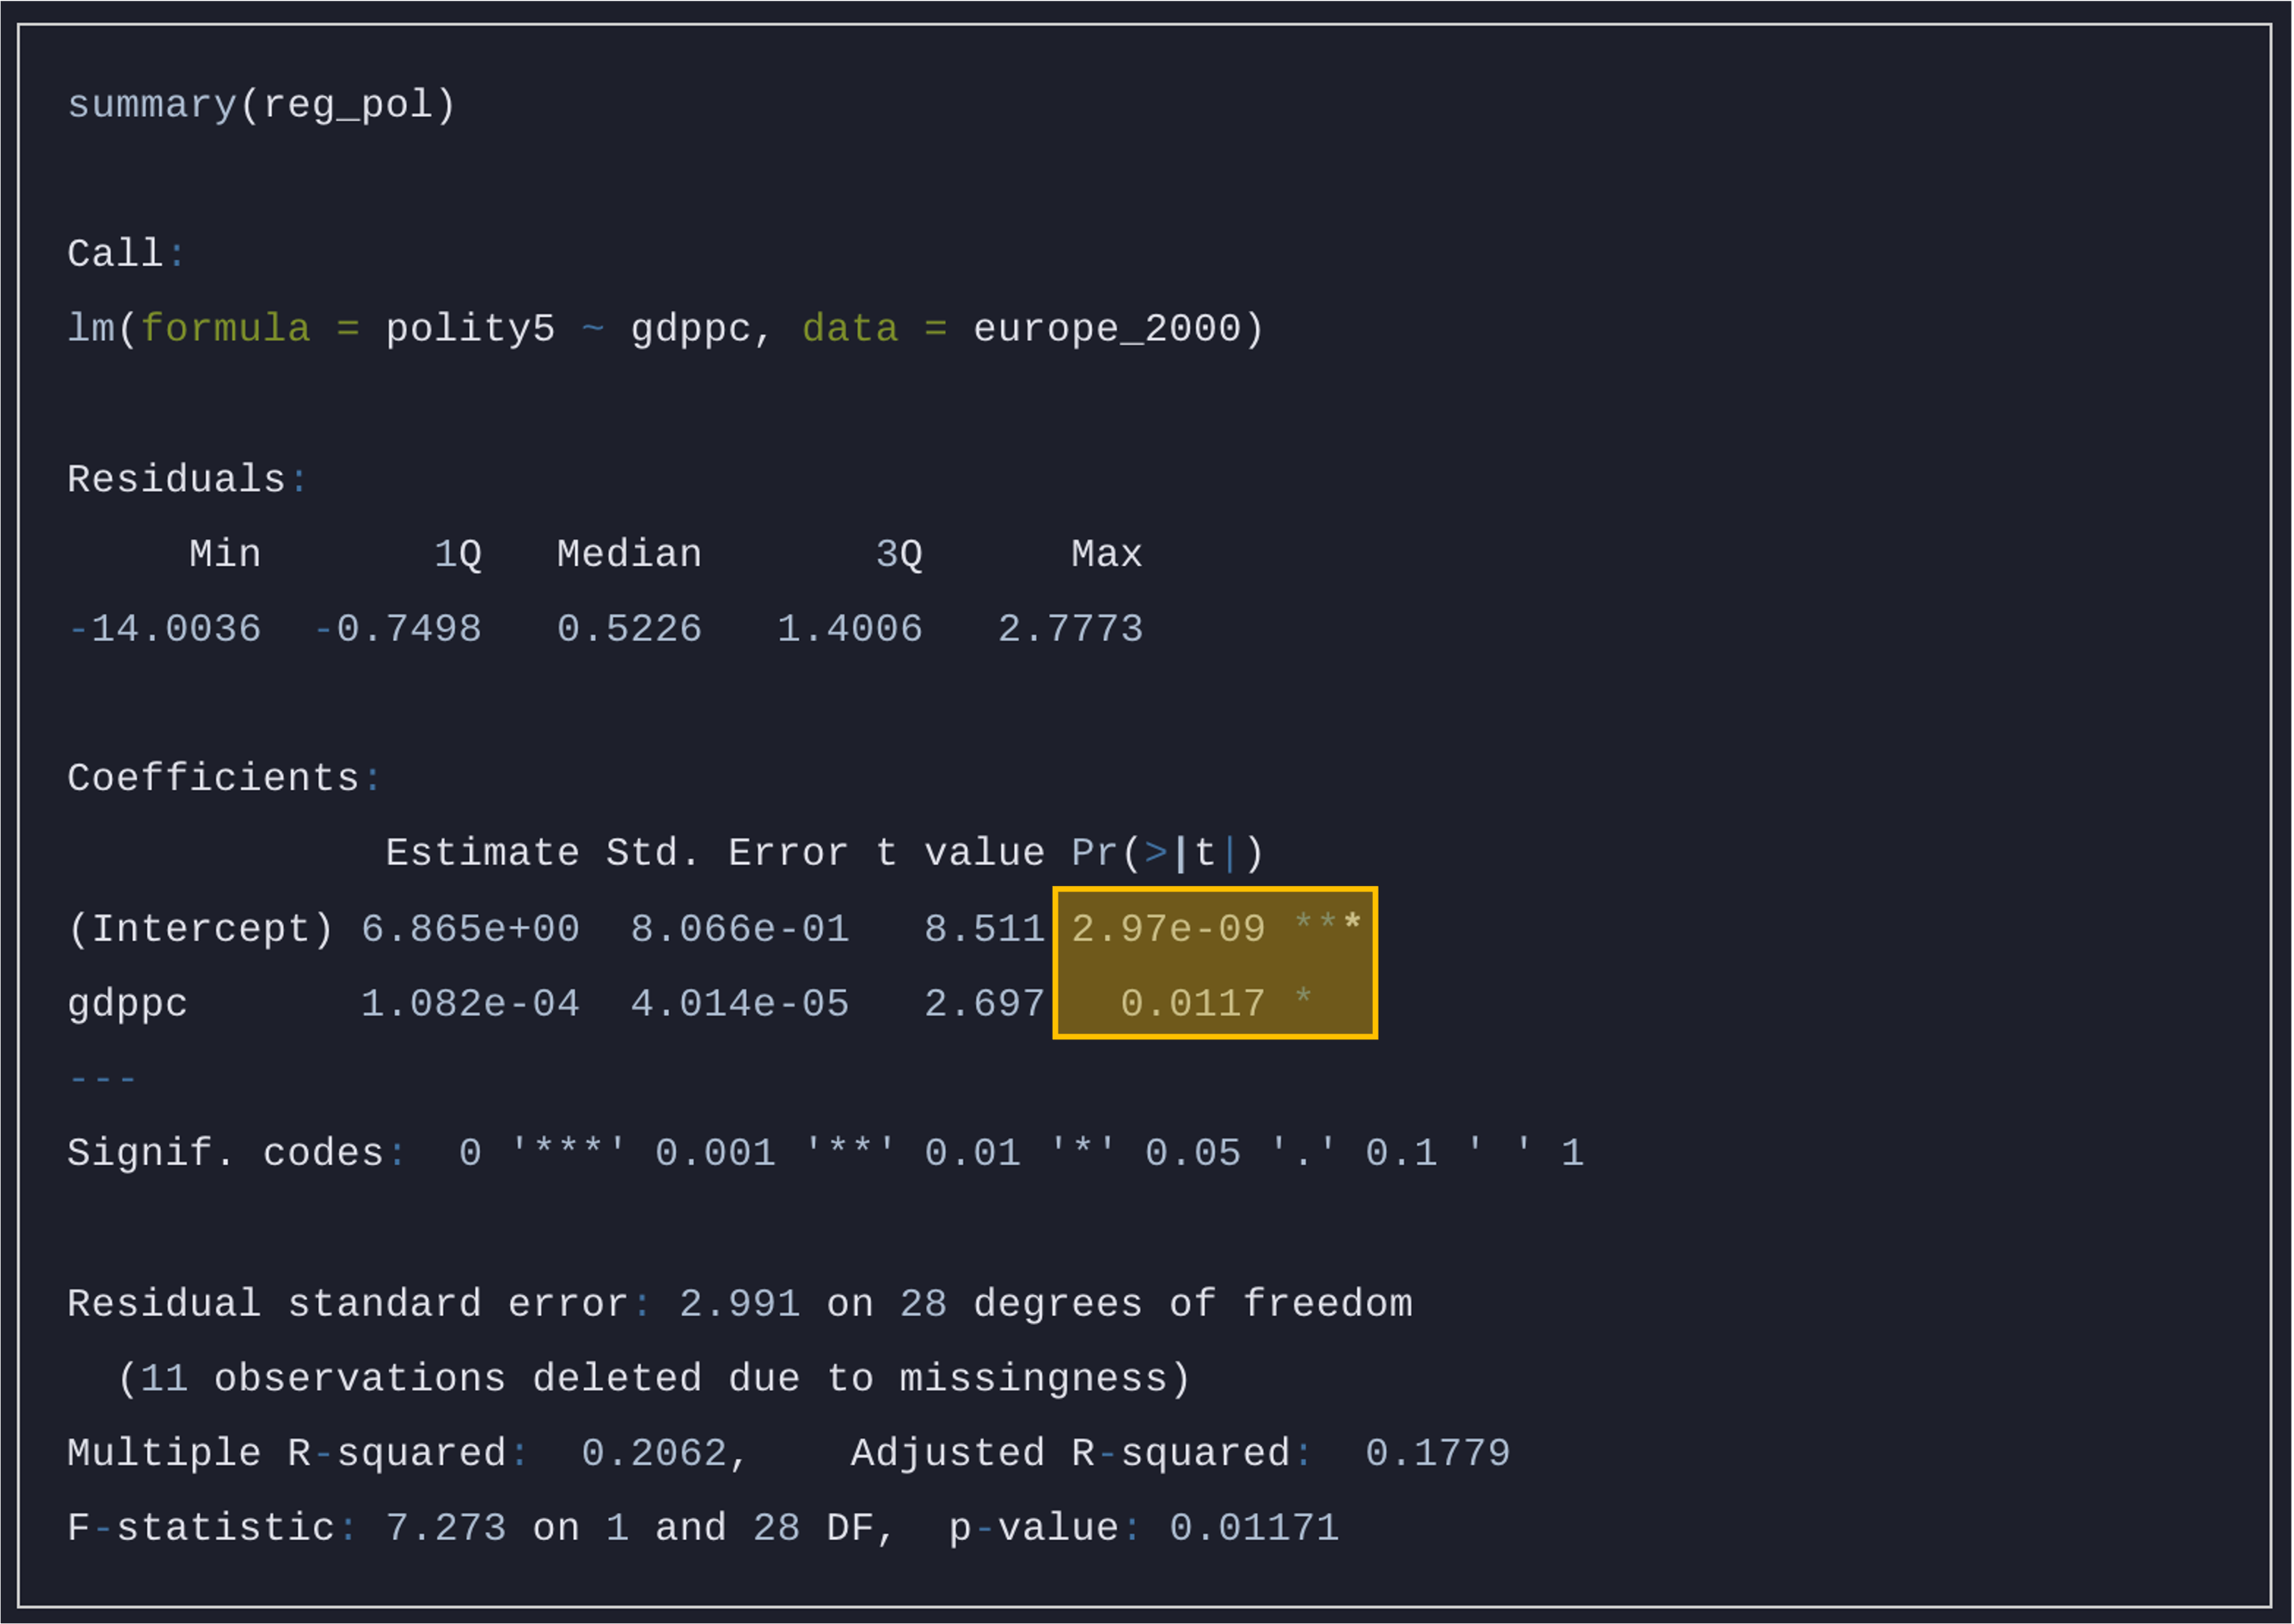 summary(reg_pol)
Call:
lm(formula = polity5 ~ gdppc, data = europe_2000)
Residuals:
     Min       1Q   Median       3Q      Max
-14.0036  -0.7498   0.5226   1.4006   2.7773
Coefficients:
             Estimate Std. Error t value Pr(>|t|)
(Intercept) 6.865e+00  8.066e-01   8.511 2.97e-09 ***
gdppc       1.082e-04  4.014e-05   2.697   0.0117 *
---
Signif. codes:  0 '***' 0.001 '**' 0.01 '*' 0.05 '.' 0.1 ' ' 1
Residual standard error: 2.991 on 28 degrees of freedom
  (11 observations deleted due to missingness)
Multiple R-squared:  0.2062,    Adjusted R-squared:  0.1779
F-statistic: 7.273 on 1 and 28 DF,  p-value: 0.01171